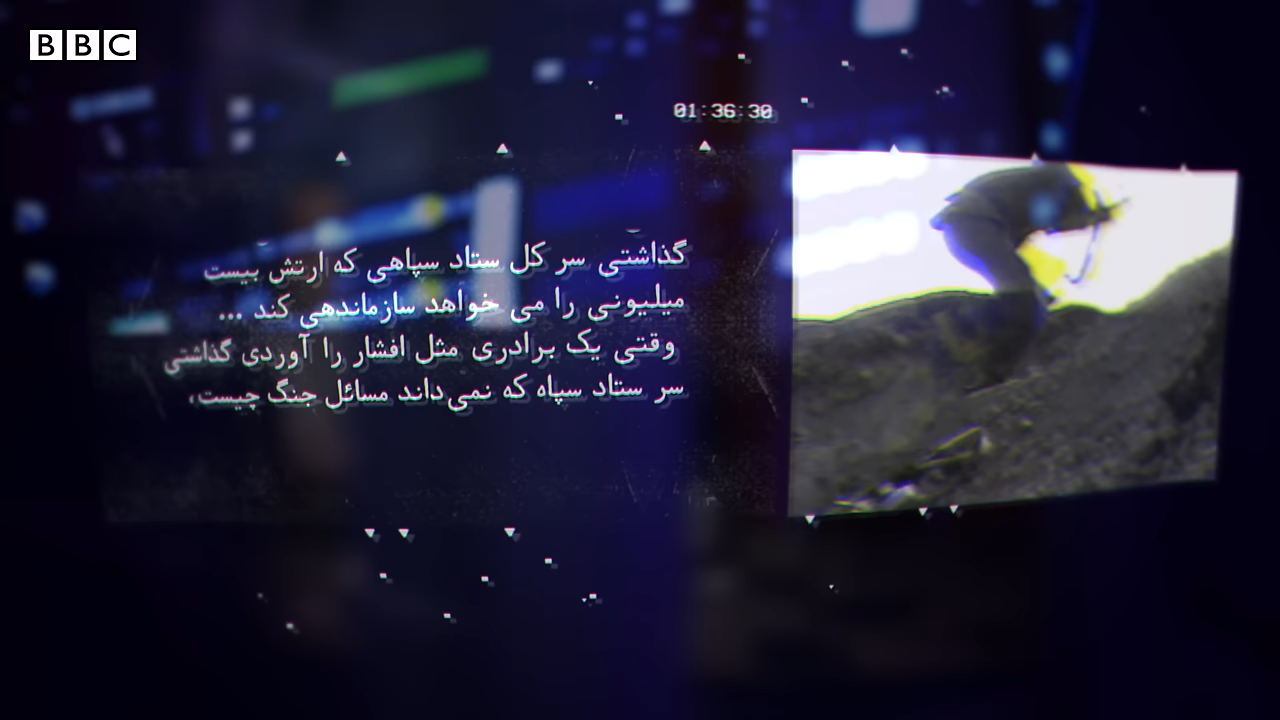 BBC
01:36:30
گذاشتی سر کل ستاد سپاهی که ارتش بیست
میلیونی را می خواهد سازماندهی کند ...
وقتی یک برادری مثل افشار را آوردی گذاشتی
سر ستاد سپاه که نمی‌داند مسائل جنگ چیست،